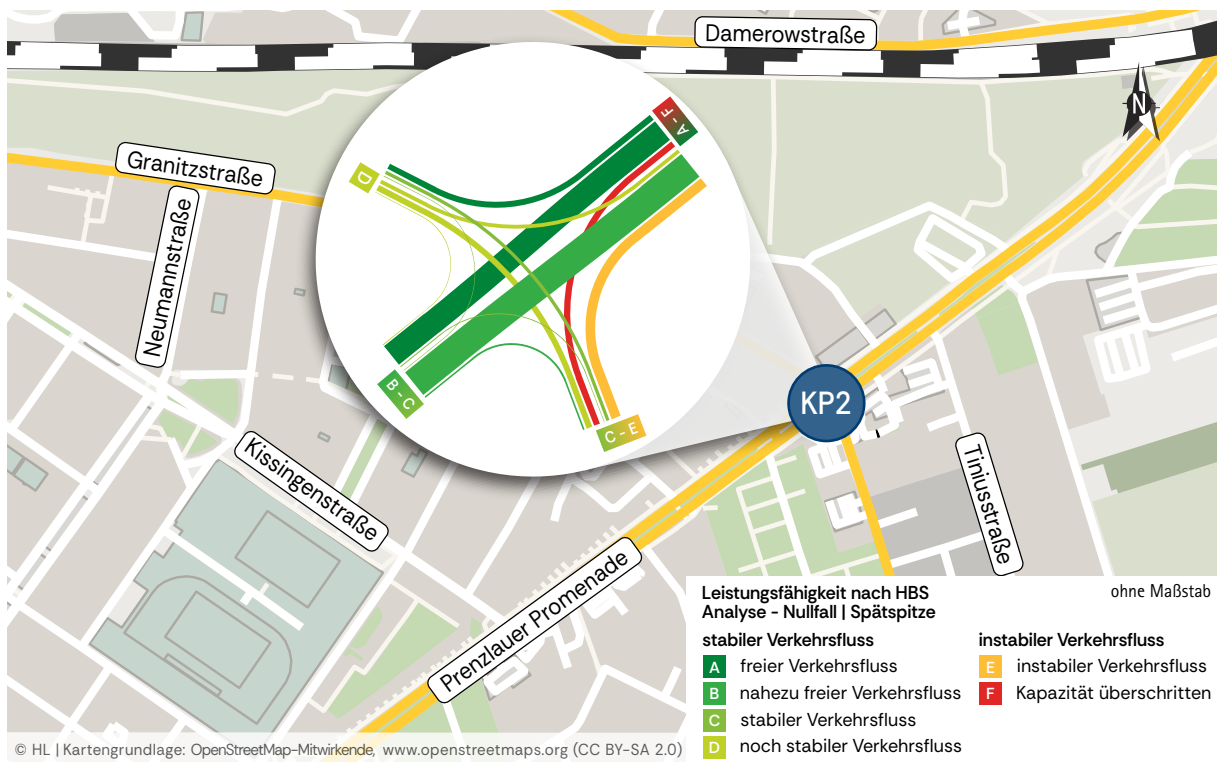 Damerowstraße
N
Granitzstraße
Neumannstraße
A - F
D
B - C
C - E
KP2
Kissingenstraße
Tiniusstraße
Prenzlauer Promenade
Leistungsfähigkeit nach HBS
Analyse - Nullfall | Spätspitze
ohne Maßstab
stabiler Verkehrsfluss
A freier Verkehrsfluss
B nahezu freier Verkehrsfluss
C stabiler Verkehrsfluss
D noch stabiler Verkehrsfluss
instabiler Verkehrsfluss
E instabiler Verkehrsfluss
F Kapazität überschritten
© HL | Kartengrundlage: OpenStreetMap-Mitwirkende, www.openstreetmaps.org (CC BY-SA 2.0)